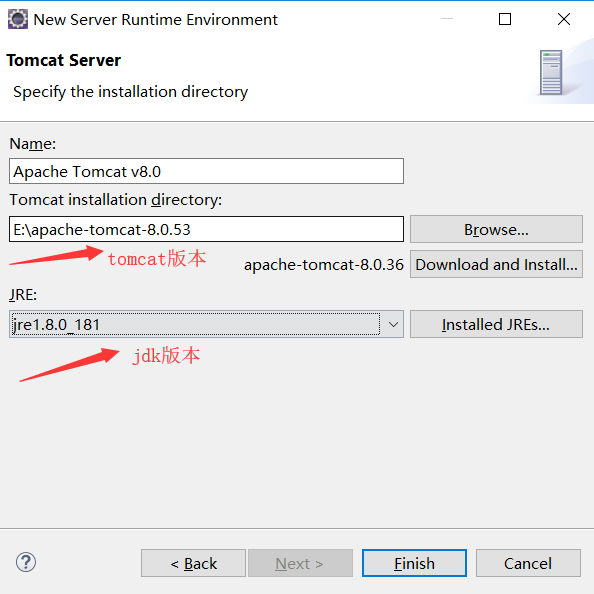 New Server Runtime Environment
Tomcat Server
Specify the installation directory
Name:
Apache Tomcat v8.0
Tomcat installation directory:
E:\apache-tomcat-8.0.53
Browse...
tomcat版本
apache-tomcat-8.0.36
Download and Install...
JRE:
jre1.8.0_181
Installed JREs...
jdk版本
?
< Back
Next >
Finish
Cancel